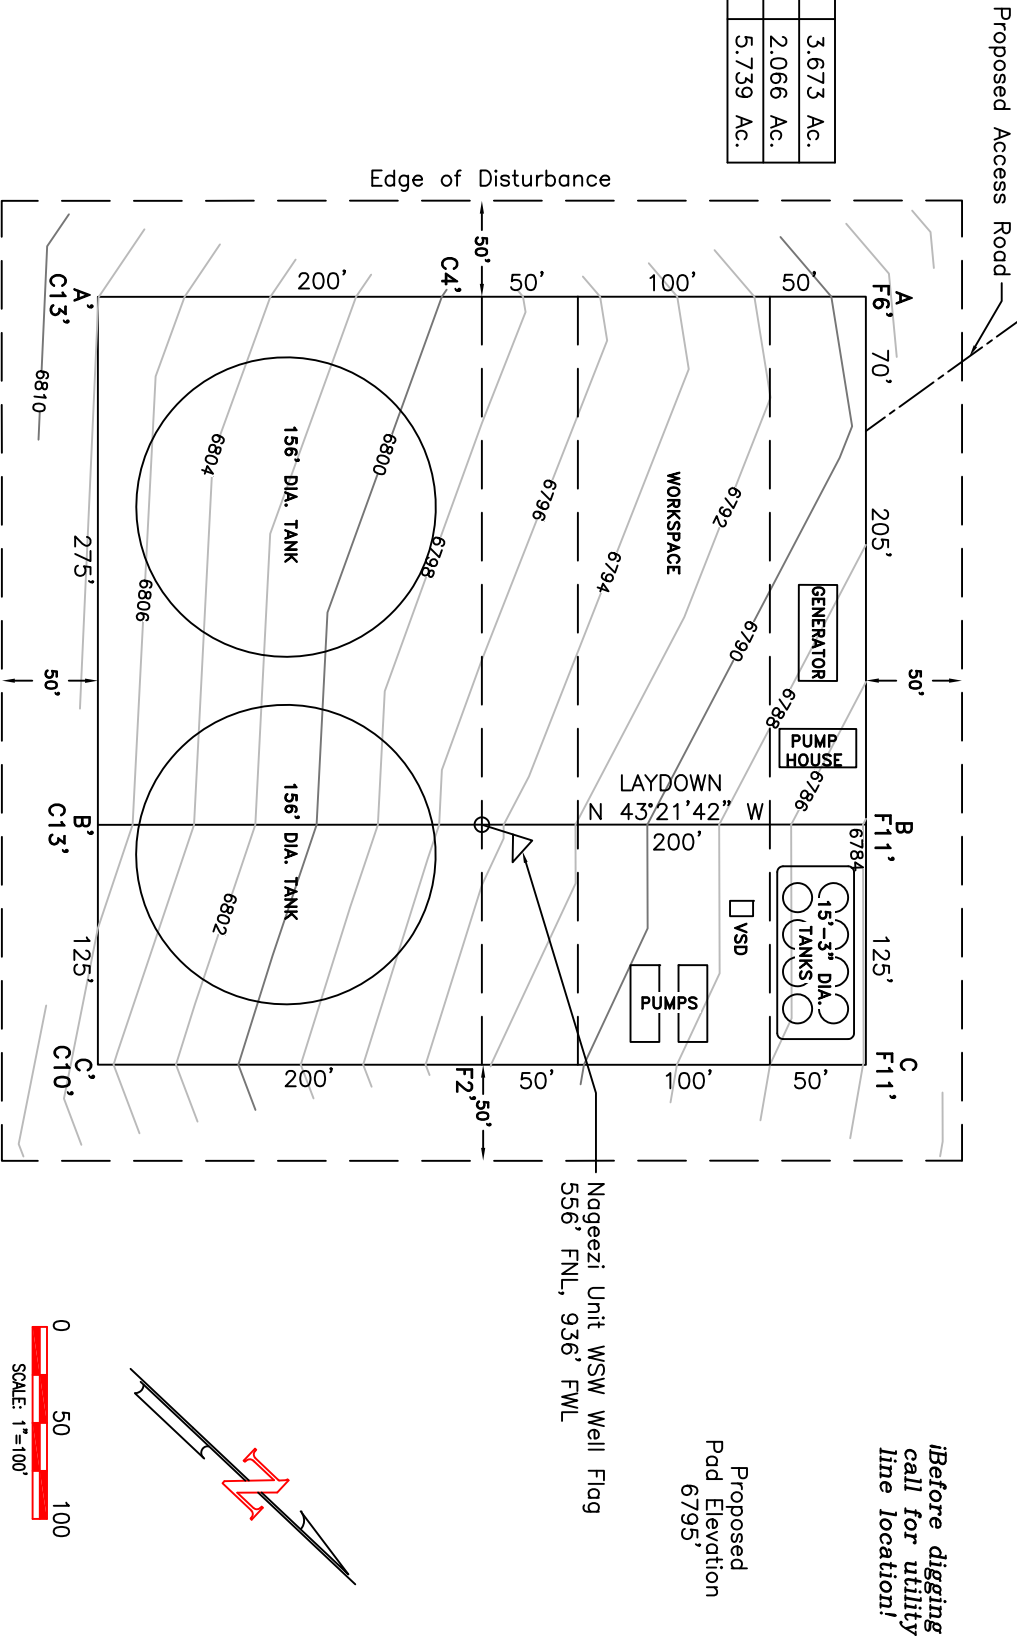 Proposed Access Road
3.673 Ac.
2.066 Ac.
5.739 Ac.
Edge of Disturbance
50'
A'
C13'
200'
C4'
50'
100'
50'
A
F6'
70'
205'
275'
6810
6804
6806
6800
6798
6796
6794
6792
6790
6788
6786
6784
6802
156' DIA. TANK
156' DIA. TANK
WORKSPACE
GENERATOR
PUMP
HOUSE
50'
50'
LAYDOWN
N 43°21'42" W
200'
B'
C13'
B
F11'
15'-3" DIA.
TANKS
VSD
PUMPS
125'
125'
C'
C10'
200'
F2'
50'
50'
100'
50'
C
F11'
Nageezi Unit WSW Well Flag
556' FNL, 936' FWL
Proposed
Pad Elevation
6795'
¡Before digging
call for utility
line location!
0 50 100
SCALE: 1"=100'
N